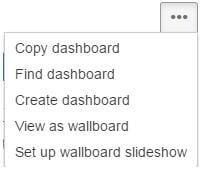 Copy dashboard
Find dashboard
Create dashboard
View as wallboard
Set up wallboard slideshow